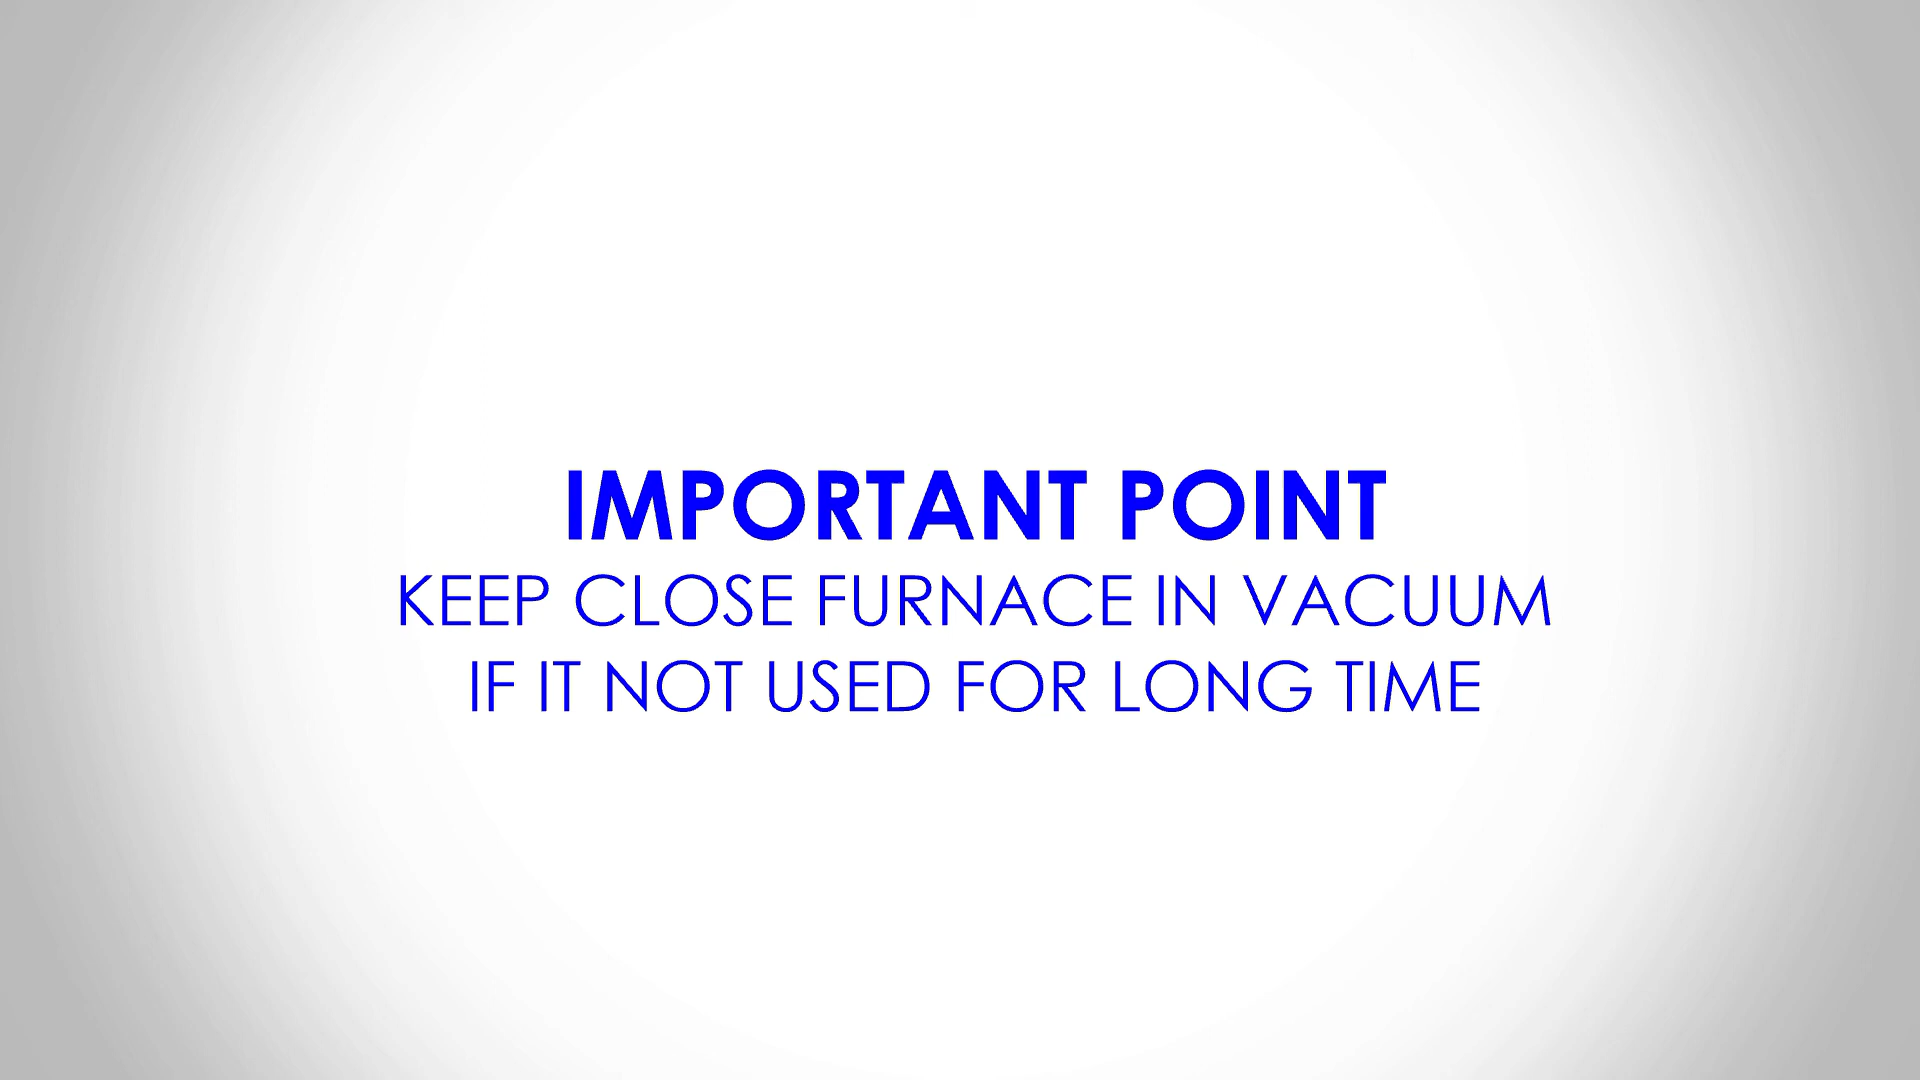 IMPORTANT POINT
KEEP CLOSE FURNACE IN VACUUM
IF IT NOT USED FOR LONG TIME